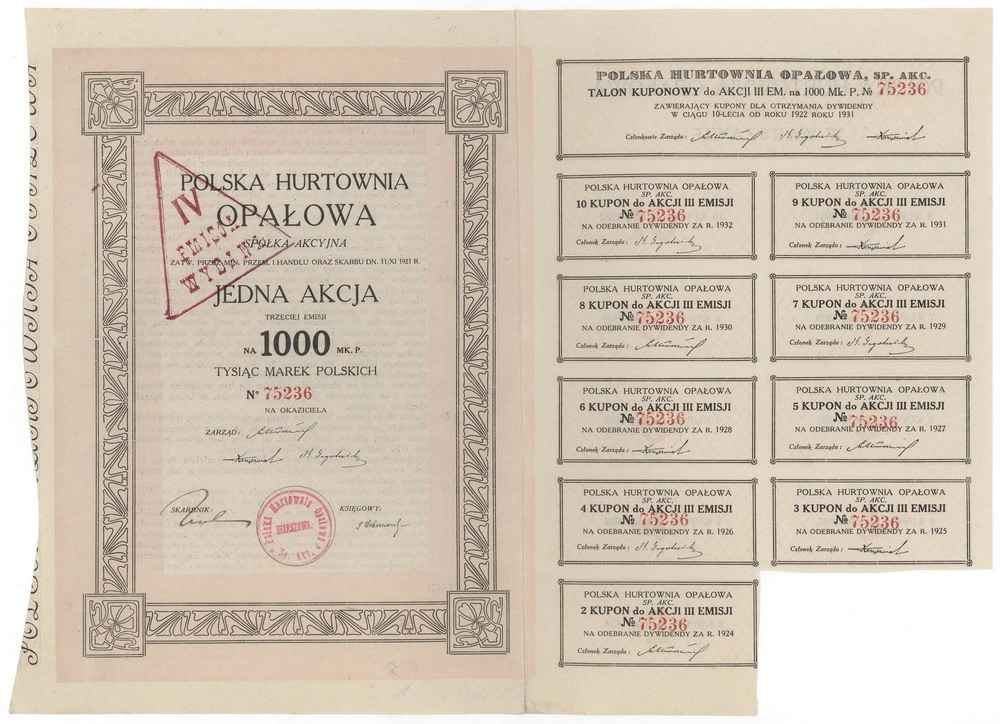 POLSKA HURTOWNIA
OPAŁOWA
SPÓŁKA AKCYJNA
ZATW. PRZEZ MIN. PRZEM. I HANDLU ORAZ SKARBU DN. 11/XI 1921 R.
IV
EMISJA
WYDANA
JEDNA AKCJA
TRZECIEJ EMISJI
NA 1000 MK. P.
TYSIĄC MAREK POLSKICH
No 75236
NA OKAZICIELA
ZARZĄD:
SKARBNIK:
KSIĘGOWY:
Polska Hurtownia Opałowa
WARSZAWA
POLSKA HURTOWNIA OPAŁOWA, SP. AKC.
TALON KUPONOWY do AKCJI III EM. na 1000 Mk. P. № 75236
ZAWIERAJĄCY KUPONY DLA OTRZYMANIA DYWIDENDY
W CIĄGU 10-LECIA OD ROKU 1922 ROKU 1931
Członkowie Zarządu:
POLSKA HURTOWNIA OPAŁOWA
SP. AKC.
10 KUPON do AKCJI III EMISJI
№ 75236
NA ODEBRANIE DYWIDENDY ZA R. 1932
Członek Zarządu:
POLSKA HURTOWNIA OPAŁOWA
SP. AKC.
9 KUPON do AKCJI III EMISJI
№ 75236
NA ODEBRANIE DYWIDENDY ZA R. 1931
Członek Zarządu:
POLSKA HURTOWNIA OPAŁOWA
SP. AKC.
8 KUPON do AKCJI III EMISJI
№ 75236
NA ODEBRANIE DYWIDENDY ZA R. 1930
Członek Zarządu:
POLSKA HURTOWNIA OPAŁOWA
SP. AKC.
7 KUPON do AKCJI III EMISJI
№ 75236
NA ODEBRANIE DYWIDENDY ZA R. 1929
Członek Zarządu:
POLSKA HURTOWNIA OPAŁOWA
SP. AKC.
6 KUPON do AKCJI III EMISJI
№ 75236
NA ODEBRANIE DYWIDENDY ZA R. 1928
Członek Zarządu:
POLSKA HURTOWNIA OPAŁOWA
SP. AKC.
5 KUPON do AKCJI III EMISJI
№ 75236
NA ODEBRANIE DYWIDENDY ZA R. 1927
Członek Zarządu:
POLSKA HURTOWNIA OPAŁOWA
SP. AKC.
4 KUPON do AKCJI III EMISJI
№ 75236
NA ODEBRANIE DYWIDENDY ZA R. 1926
Członek Zarządu:
POLSKA HURTOWNIA OPAŁOWA
SP. AKC.
3 KUPON do AKCJI III EMISJI
№ 75236
NA ODEBRANIE DYWIDENDY ZA R. 1925
Członek Zarządu:
POLSKA HURTOWNIA OPAŁOWA
SP. AKC.
2 KUPON do AKCJI III EMISJI
№ 75236
NA ODEBRANIE DYWIDENDY ZA R. 1924
Członek Zarządu: